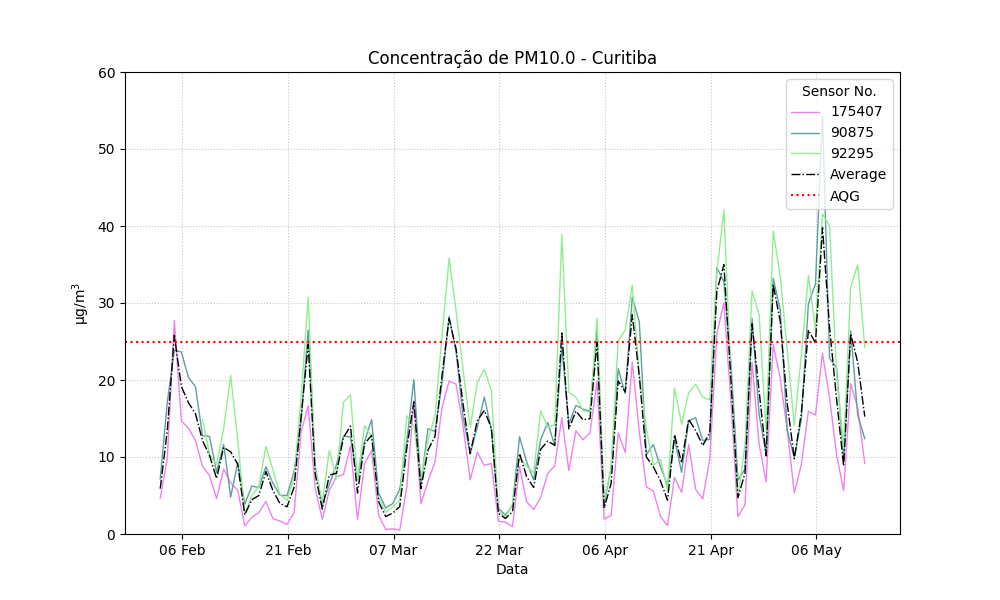 Concentração de PM10.0 - Curitiba
60
50
40
30
20
10
0
µg/m³
Sensor No.
175407
90875
92295
Average
AQG
06 Feb
21 Feb
07 Mar
22 Mar
06 Apr
21 Apr
06 May
Data